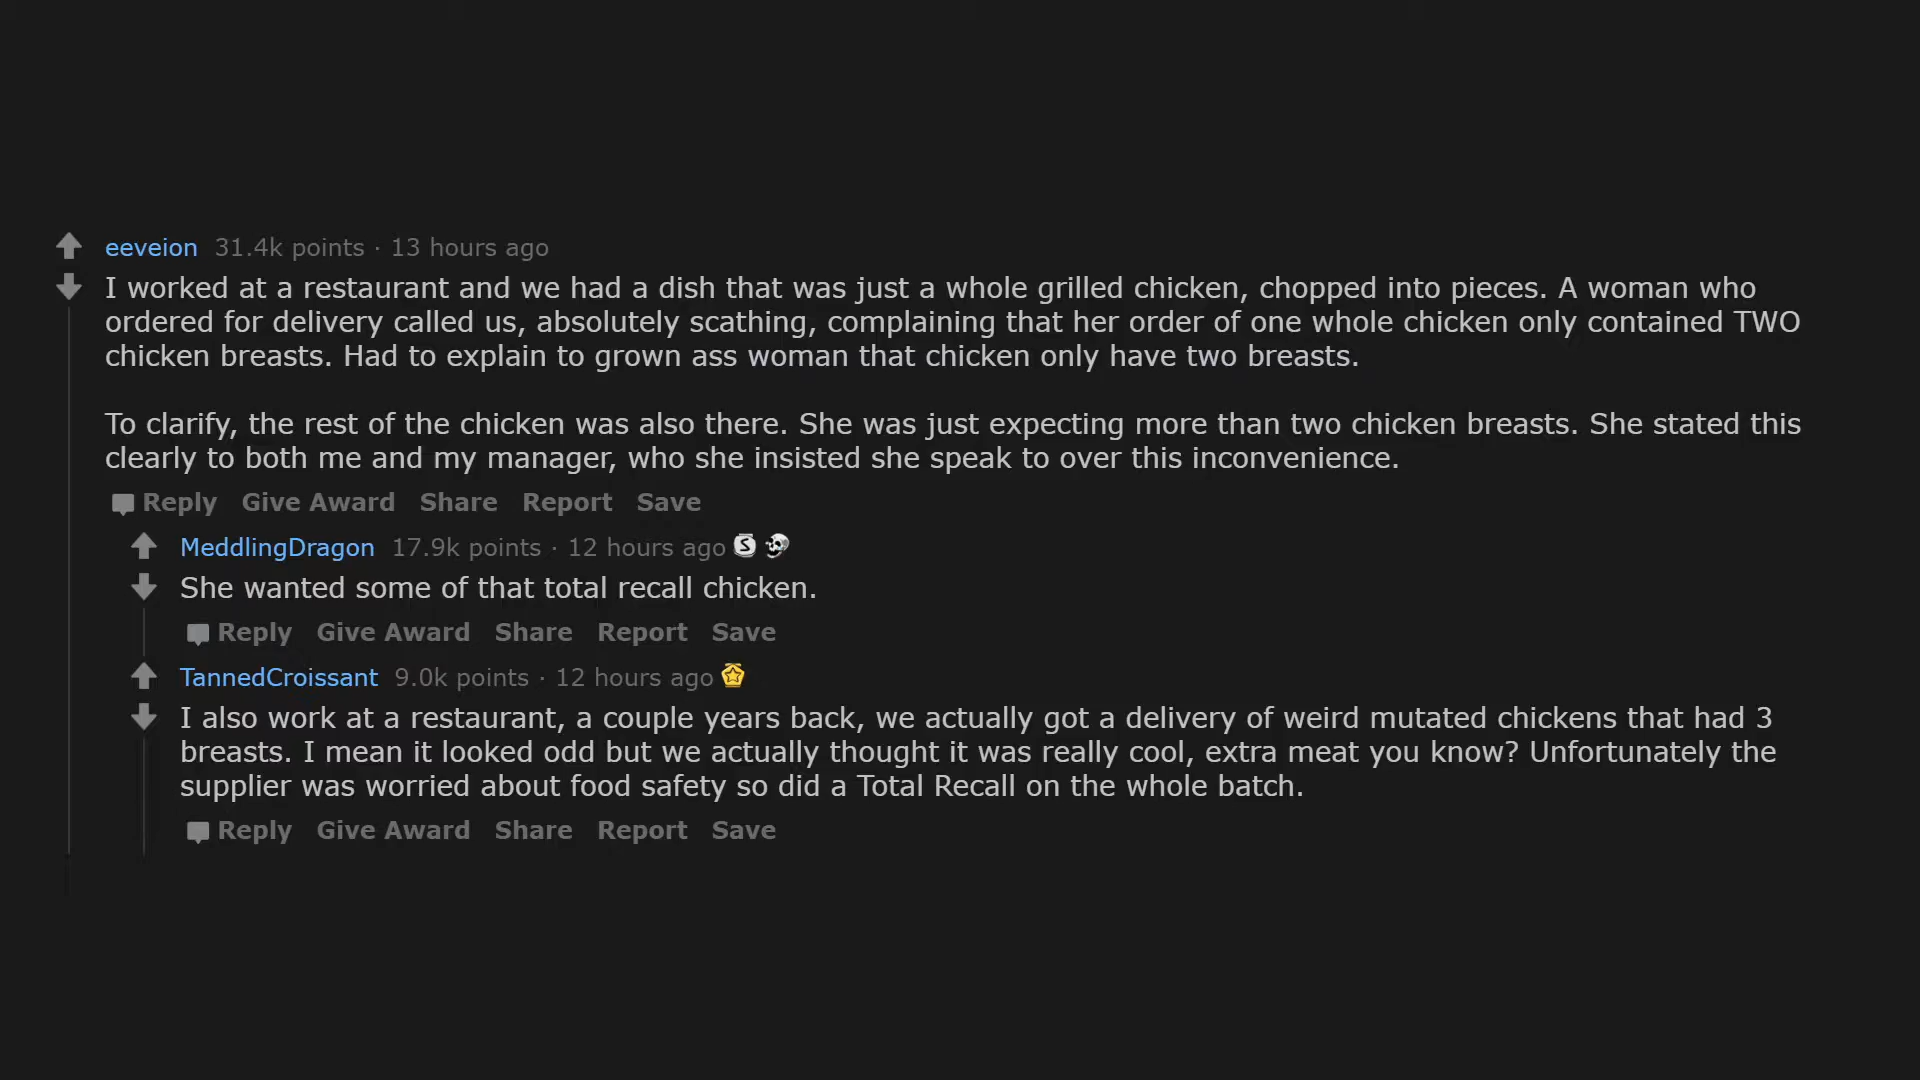 eeveion 31.4k points · 13 hours ago
I worked at a restaurant and we had a dish that was just a whole grilled chicken, chopped into pieces. A woman who
ordered for delivery called us, absolutely scathing, complaining that her order of one whole chicken only contained TWO
chicken breasts. Had to explain to grown ass woman that chicken only have two breasts.
To clarify, the rest of the chicken was also there. She was just expecting more than two chicken breasts. She stated this
clearly to both me and my manager, who she insisted she speak to over this inconvenience.
Reply Give Award Share Report Save
MeddlingDragon 17.9k points · 12 hours ago S
She wanted some of that total recall chicken.
Reply Give Award Share Report Save
TannedCroissant 9.0k points · 12 hours ago
I also work at a restaurant, a couple years back, we actually got a delivery of weird mutated chickens that had 3
breasts. I mean it looked odd but we actually thought it was really cool, extra meat you know? Unfortunately the
supplier was worried about food safety so did a Total Recall on the whole batch.
Reply Give Award Share Report Save